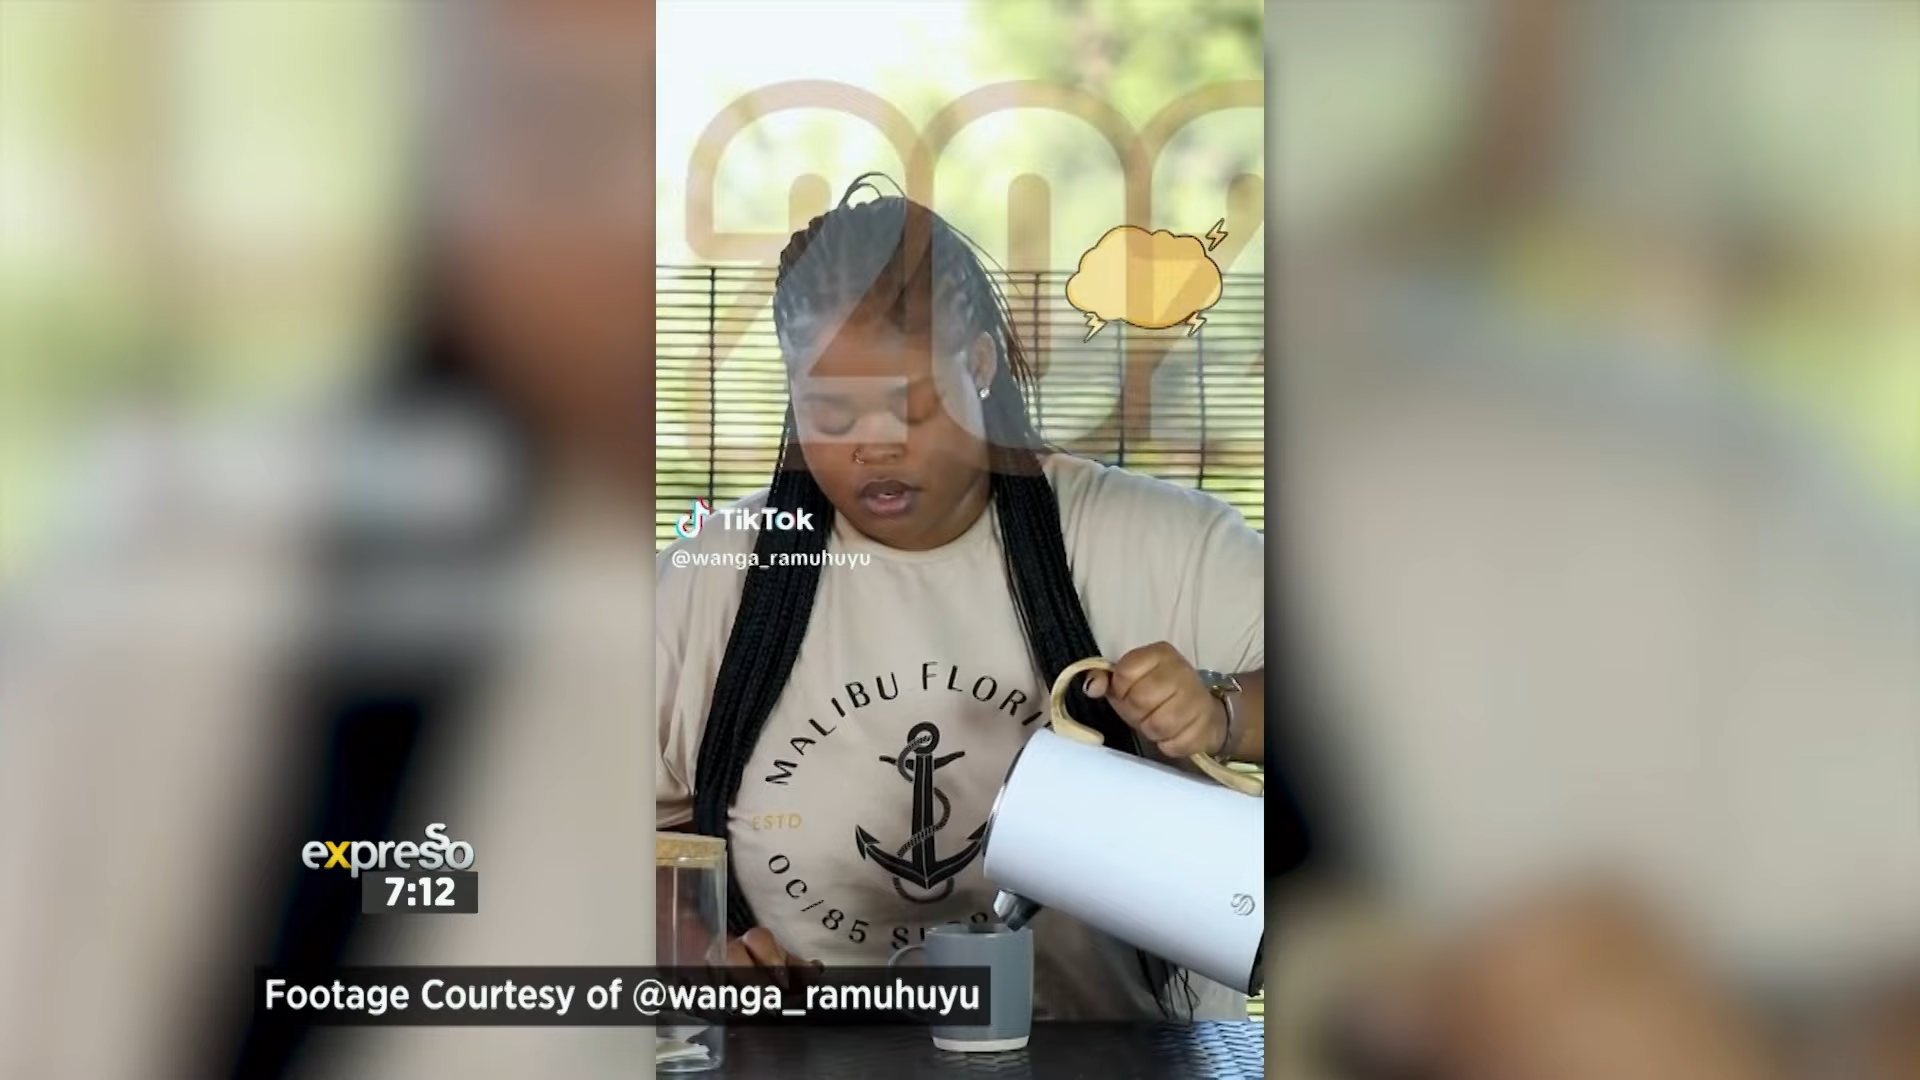 TikTok
@wanga_ramuhuyu
MALIBU FLORI
ESTD
OC/85
expresso
7:12
Footage Courtesy of @wanga_ramuhuyu